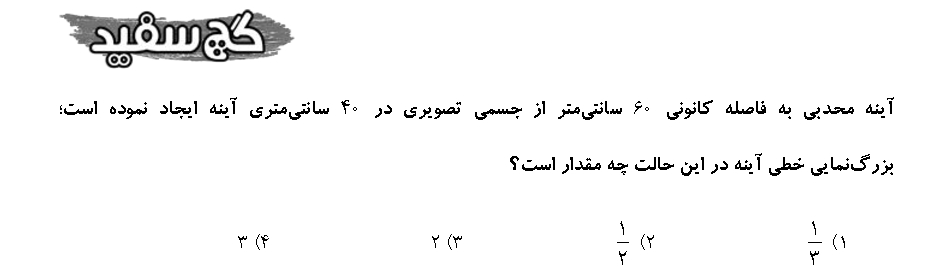 گچ سفید
آینه محدبی به فاصله کانونی ۶۰ سانتی‌متر از جسمی تصویری در ۴۰ سانتی‌متری آینه ایجاد نموده است؛
بزرگ‌نمایی خطی آینه در این حالت چه مقدار است؟
۱) ۱/۳ ۲) ۱/۲ ۳) ۲ ۴) ۳